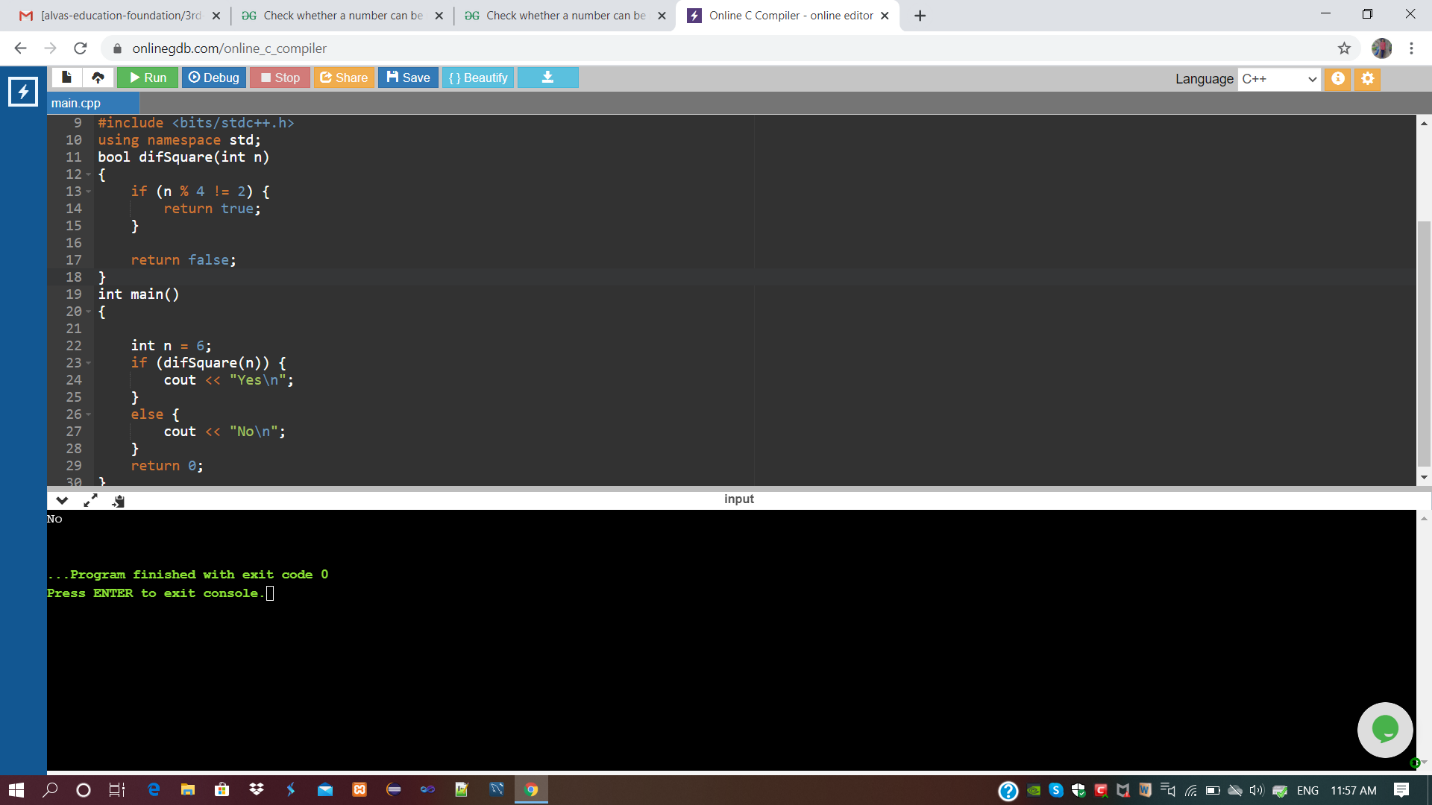 [alvas-education-foundation/3rd
Check whether a number can be
Check whether a number can be
Online C Compiler - online editor
onlinegdb.com/online_c_compiler
Run Debug Stop Share Save { } Beautify
Language C++
main.cpp
9 #include <bits/stdc++.h>
10 using namespace std;
11 bool difSquare(int n)
12 {
13 if (n % 4 != 2) {
14 return true;
15 }
16
17 return false;
18 }
19 int main()
20 {
21
22 int n = 6;
23 if (difSquare(n)) {
24 cout << "Yes\n";
25 }
26 else {
27 cout << "No\n";
28 }
29 return 0;
30 }
input
No
...Program finished with exit code 0
Press ENTER to exit console.
ENG 11:57 AM